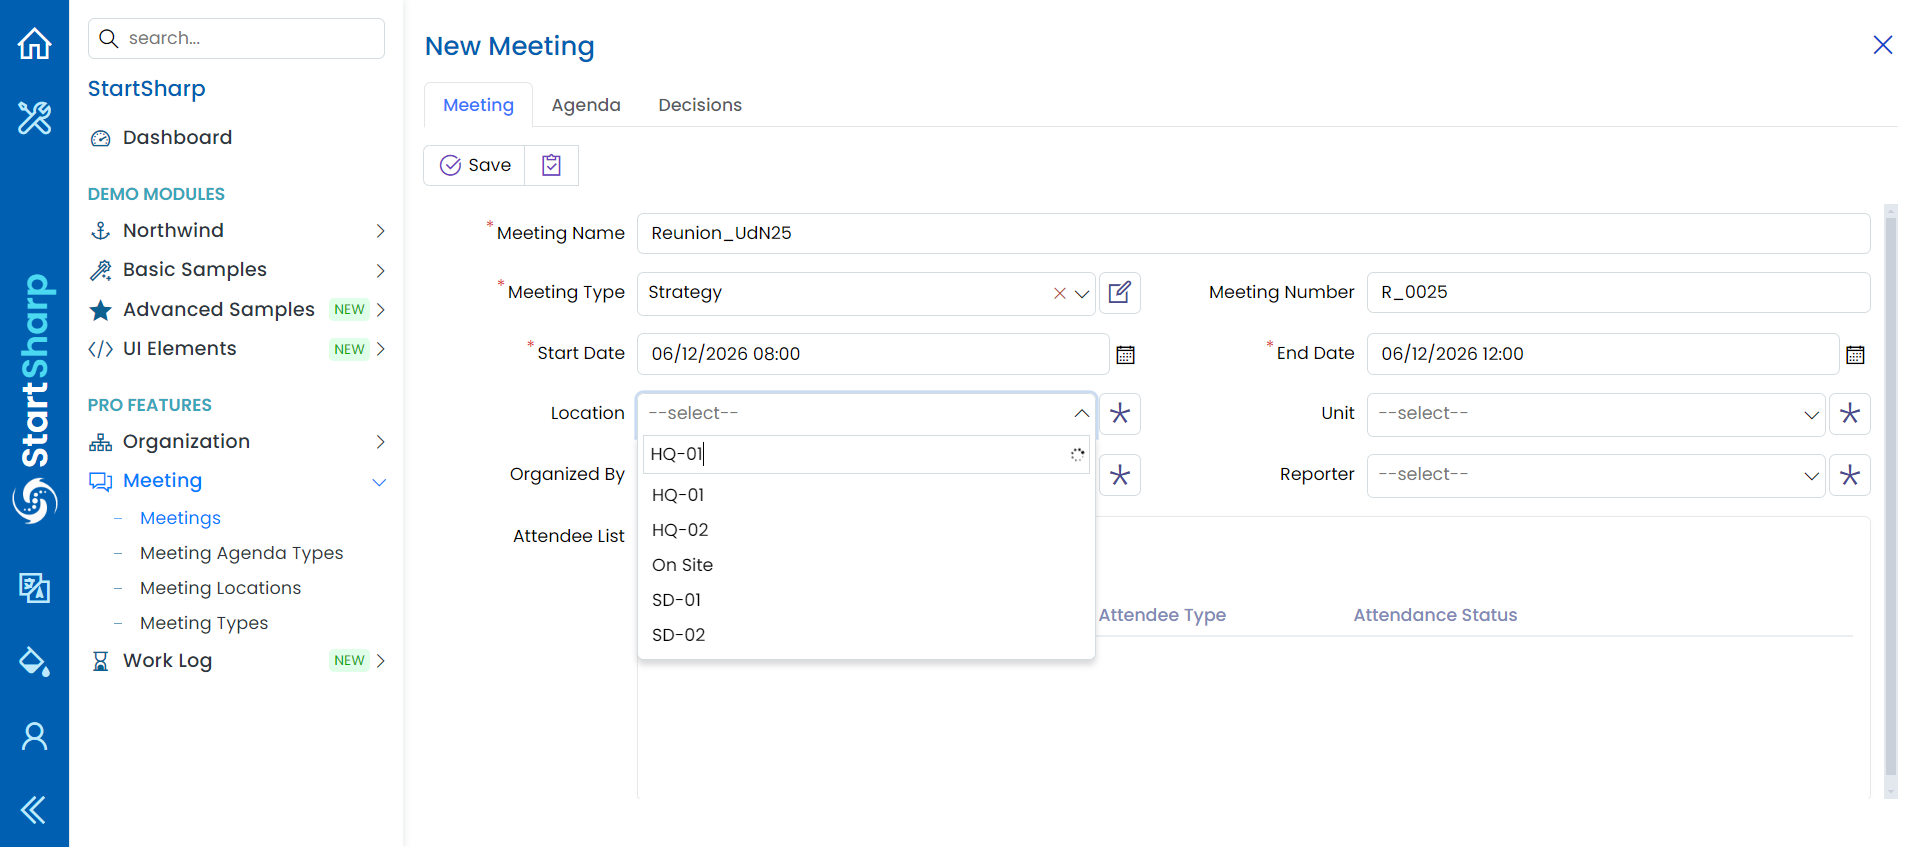 search...
StartSharp
Dashboard
DEMO MODULES
Northwind
Basic Samples
Advanced Samples NEW
UI Elements NEW
PRO FEATURES
Organization
Meeting
Meetings
Meeting Agenda Types
Meeting Locations
Meeting Types
Work Log NEW
StartSharp
New Meeting
Meeting Agenda Decisions
Save
* Meeting Name Reunion_UdN25
* Meeting Type Strategy Meeting Number R_0025
* Start Date 06/12/2026 08:00 * End Date 06/12/2026 12:00
Location --select-- Unit --select--
HQ-01
Organized By Reporter --select--
HQ-01
HQ-02
Attendee List
On Site
SD-01
Attendee Type Attendance Status
SD-02